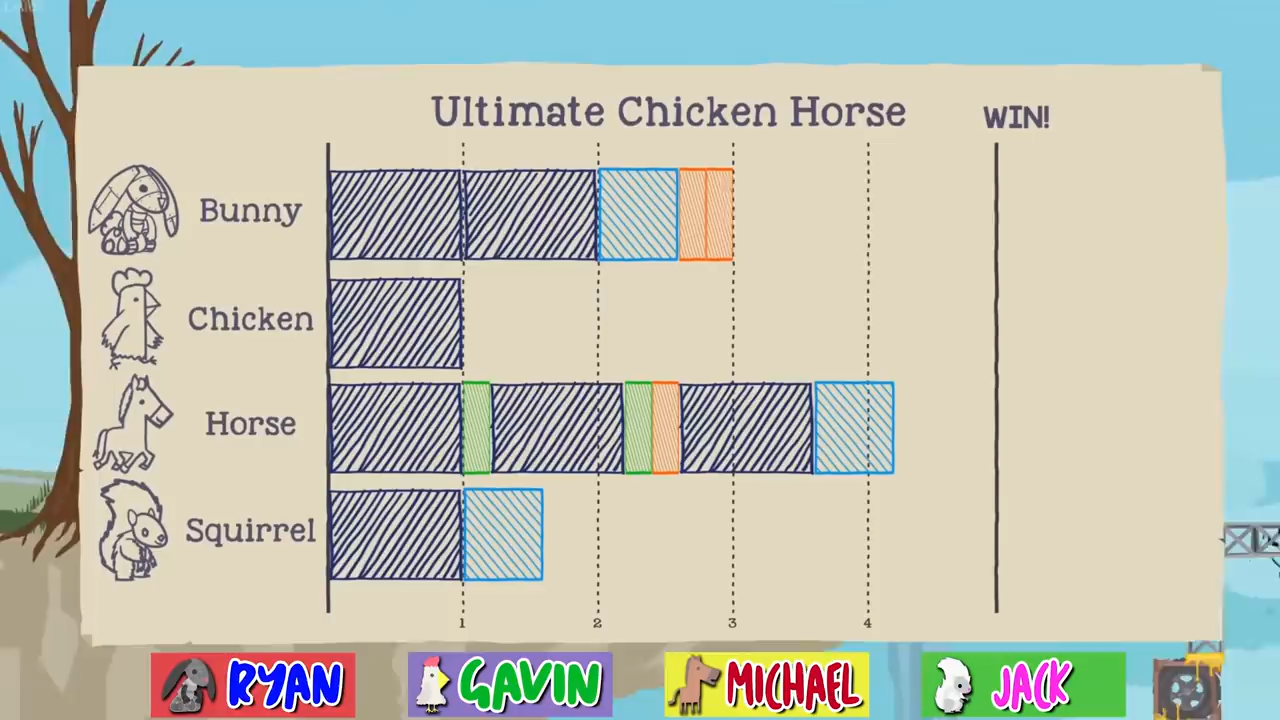 Ultimate Chicken Horse
WIN!
Bunny
Chicken
Horse
Squirrel
1 2 3 4
RYAN GAVIN MICHAEL JACK